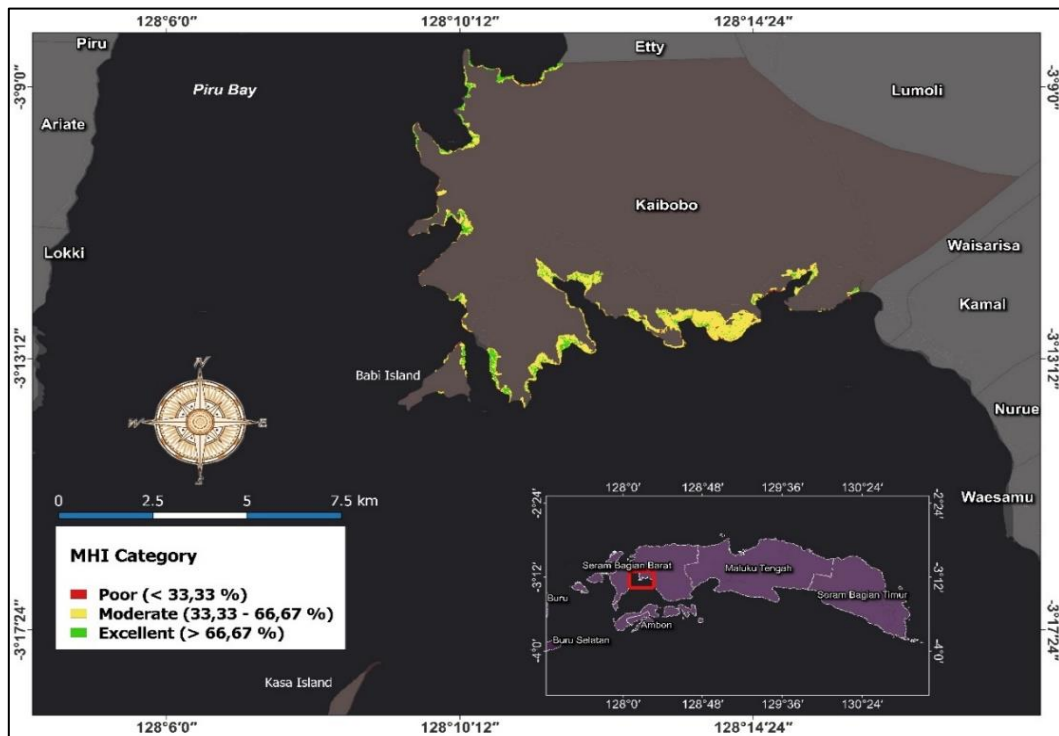 128°6′0″ 128°10′12″ 128°14′24″
Piru
Etty
-3°9′0″
Piru Bay
Lumoli
-3°9′0″
Ariate
Kaibobo
Lokki
Waisarisa
Kamal
-3°13′12″
Babi Island
-3°13′12″
N
W E
Nurue
0 2.5 5 7.5 km
Waesamu
MHI Category
Poor (< 33,33 %)
Moderate (33,33 - 66,67 %)
Excellent (> 66,67 %)
-3°17′24″
Kasa Island
128°0′ 128°48′ 129°36′ 130°24′
-2°24′
-2°24′
Seram Bagian Barat
Maluku Tengah
-3°12′
-3°12′
Buru
Seram Bagian Timur
Ambon
Buru Selatan
-4°0′
-4°0′
128°0′ 128°48′ 129°36′ 130°24′
-3°17′24″
128°6′0″ 128°10′12″ 128°14′24″